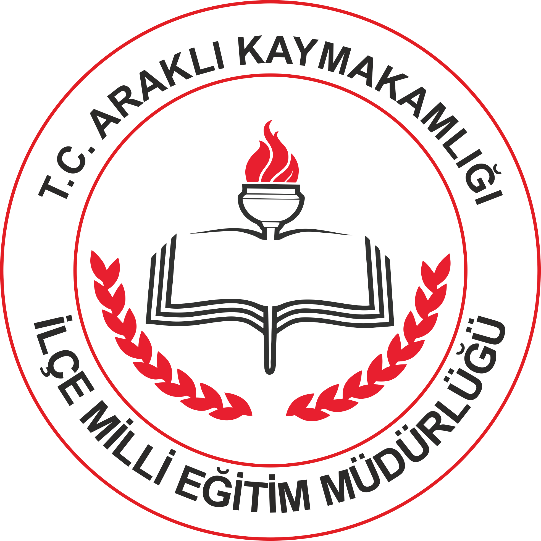 T.C. ARAKLI KAYMAKAMLIĞI
İLÇE MİLLİ EĞİTİM MÜDÜRLÜĞÜ